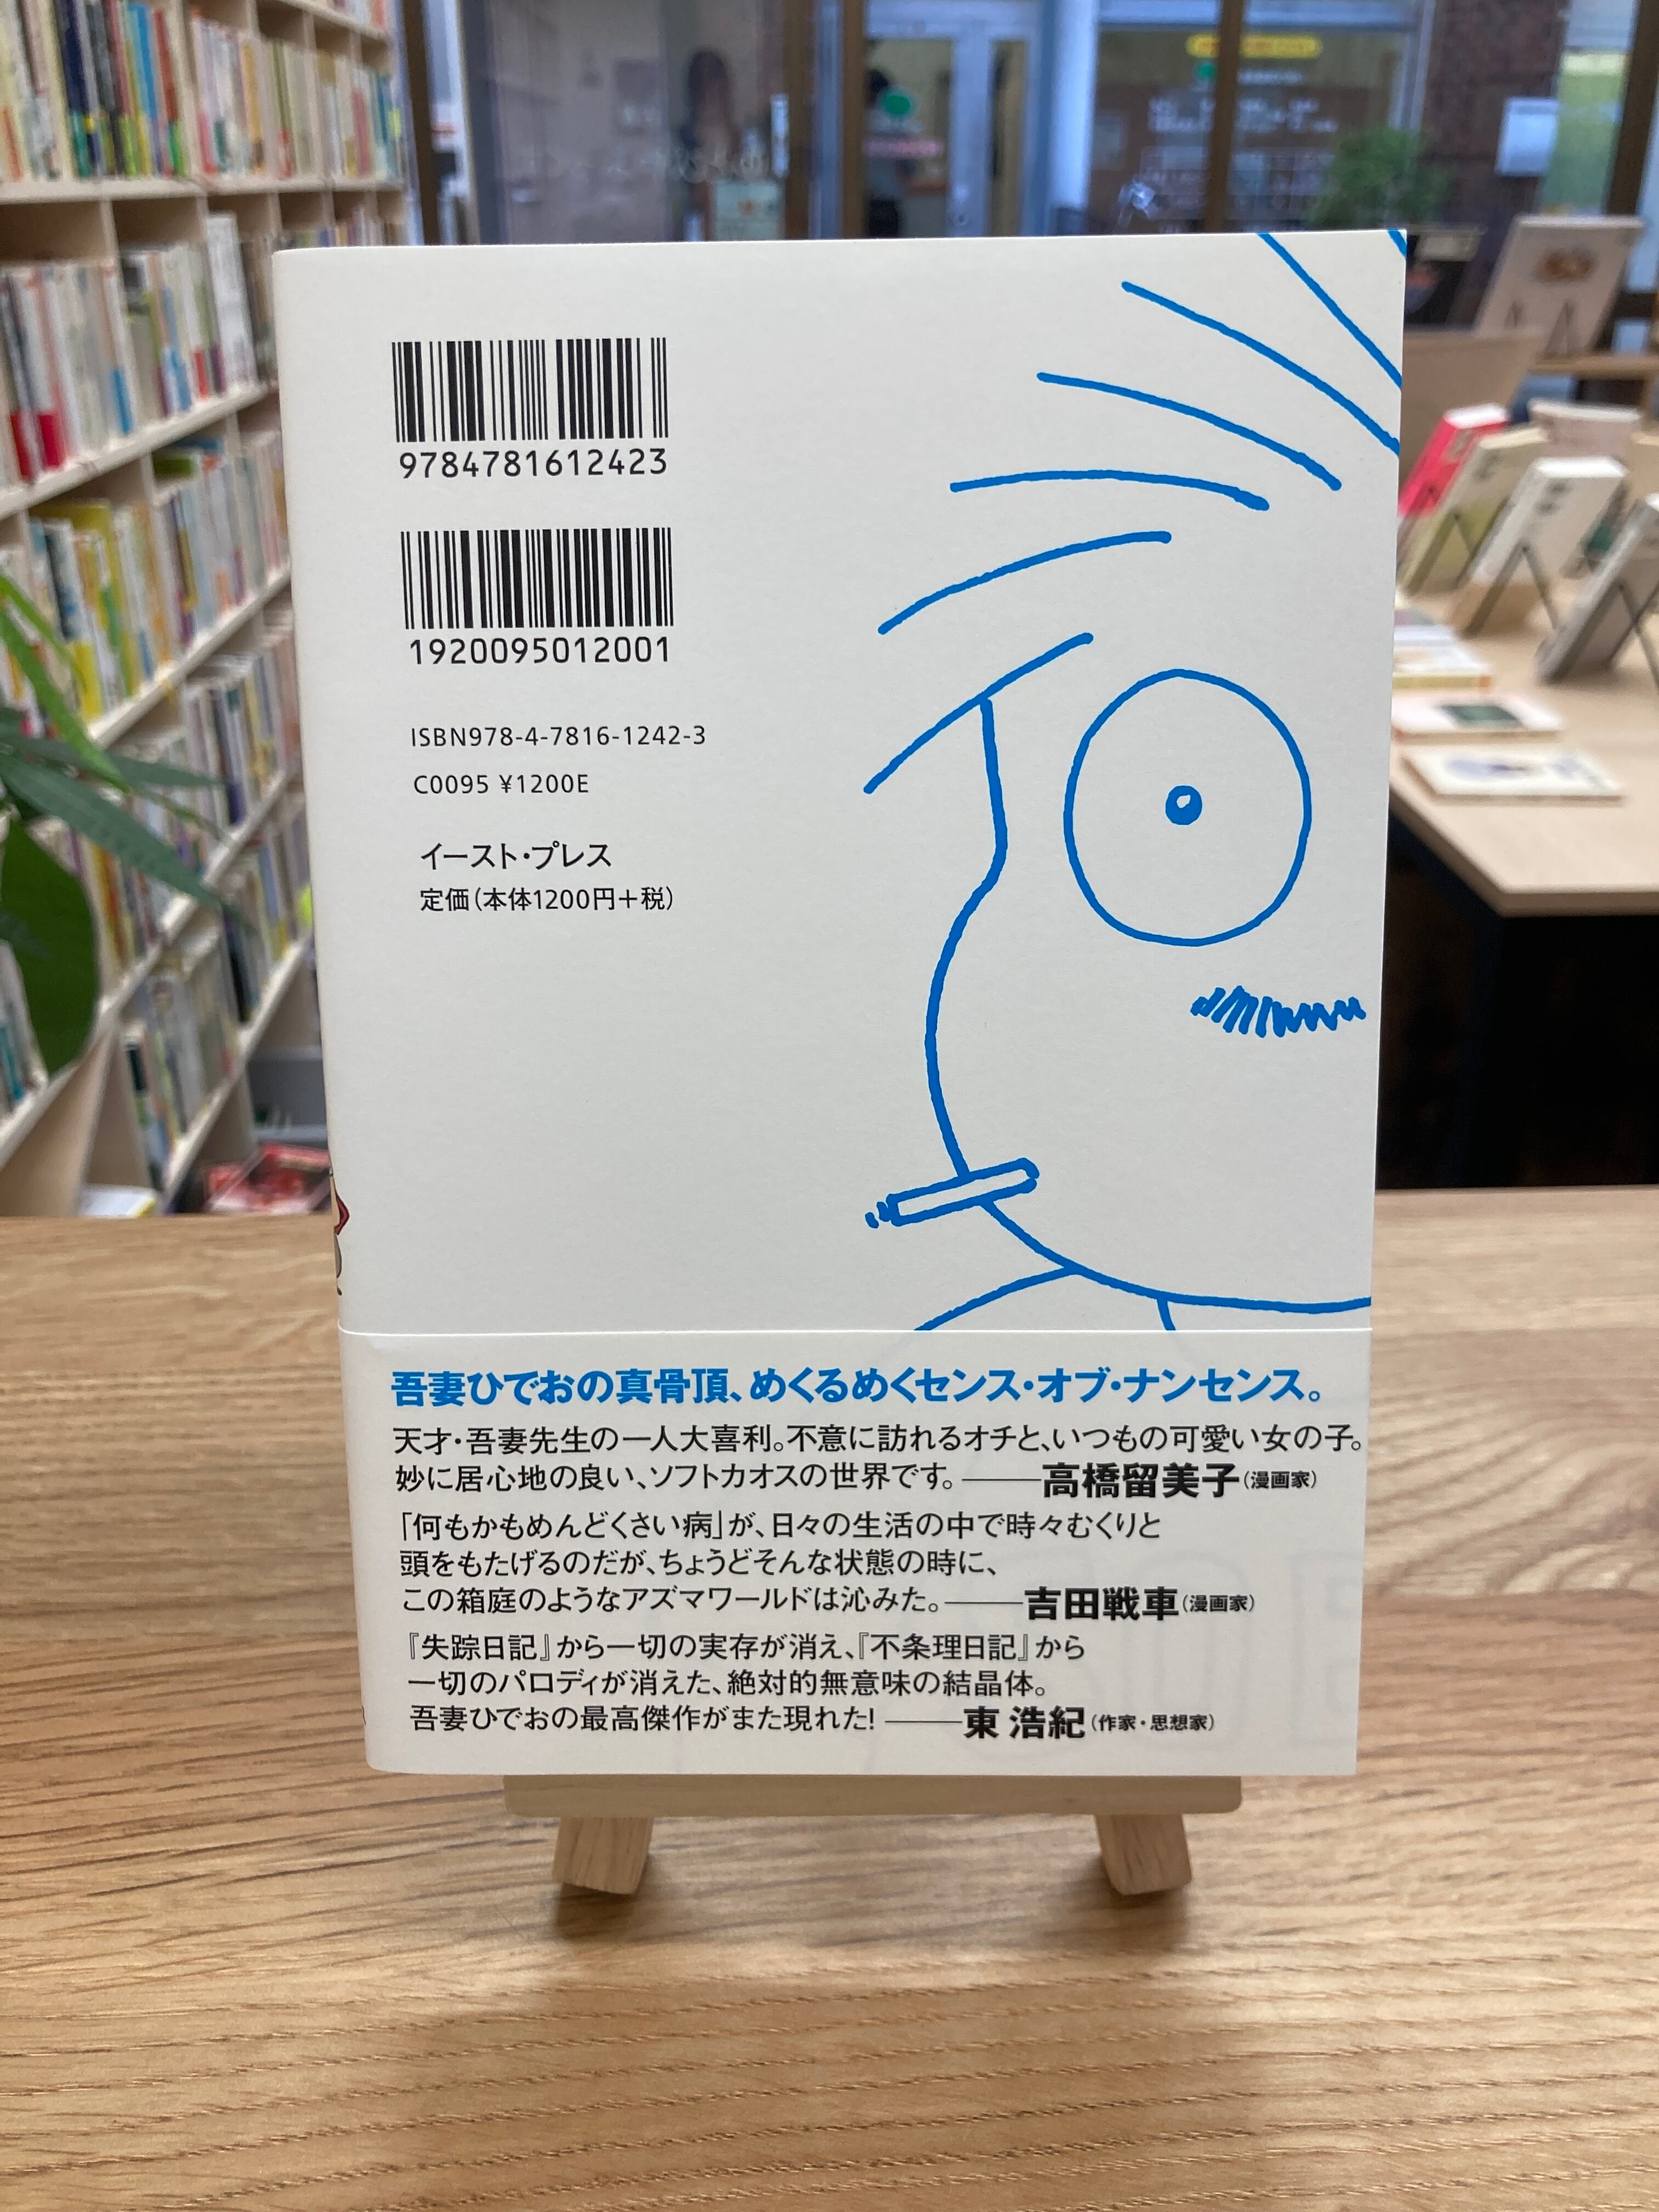 9784781612423
1920095012001
ISBN978-4-7816-1242-3
C0095 ¥1200E
イースト・プレス
定価（本体1200円＋税）
吾妻ひでおの真骨頂、めくるめくセンス・オブ・ナンセンス。
天才・吾妻先生の一人大喜利。不意に訪れるオチと、いつもの可愛い女の子。
妙に居心地の良い、ソフトカオスの世界です。――高橋留美子（漫画家）
「何もかもめんどくさい病」が、日々の生活の中で時々むくりと
頭をもたげるのだが、ちょうどそんな状態の時に、
この箱庭のようなアズマワールドは沁みた。――吉田戦車（漫画家）
『失踪日記』から一切の実存が消え、『不条理日記』から
一切のパロディが消えた、絶対的無意味の結晶体。
吾妻ひでおの最高傑作がまた現れた！――東 浩紀（作家・思想家）